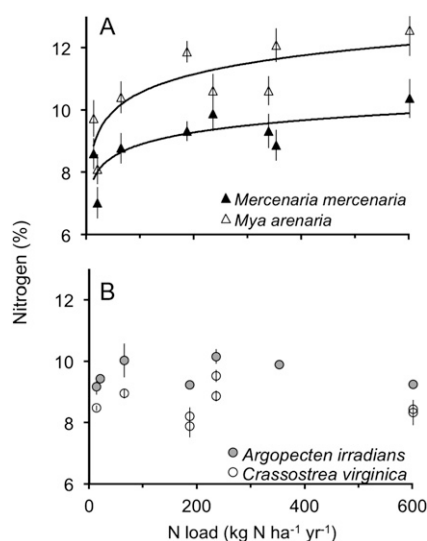 A
12
10
8
6
▲ Mercenaria mercenaria
△ Mya arenaria
Nitrogen (%)
B
12
10
8
6
Argopecten irradians
Crassostrea virginica
0 200 400 600
N load (kg N ha⁻¹ yr⁻¹)